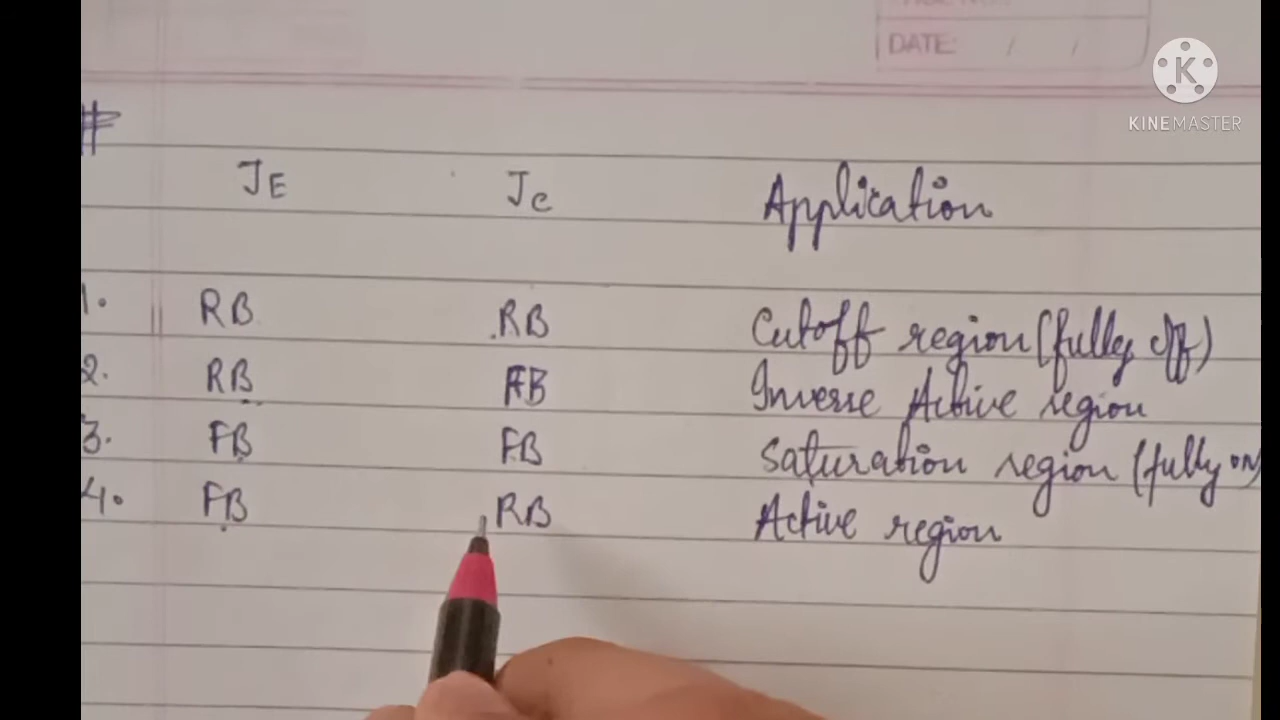 DATE: / /
KINEMASTER
#
JE Jc Application
1. RB RB Cutoff region (fully off)
2. RB FB Inverse Active region
3. FB FB Saturation region (fully on)
4. FB RB Active region